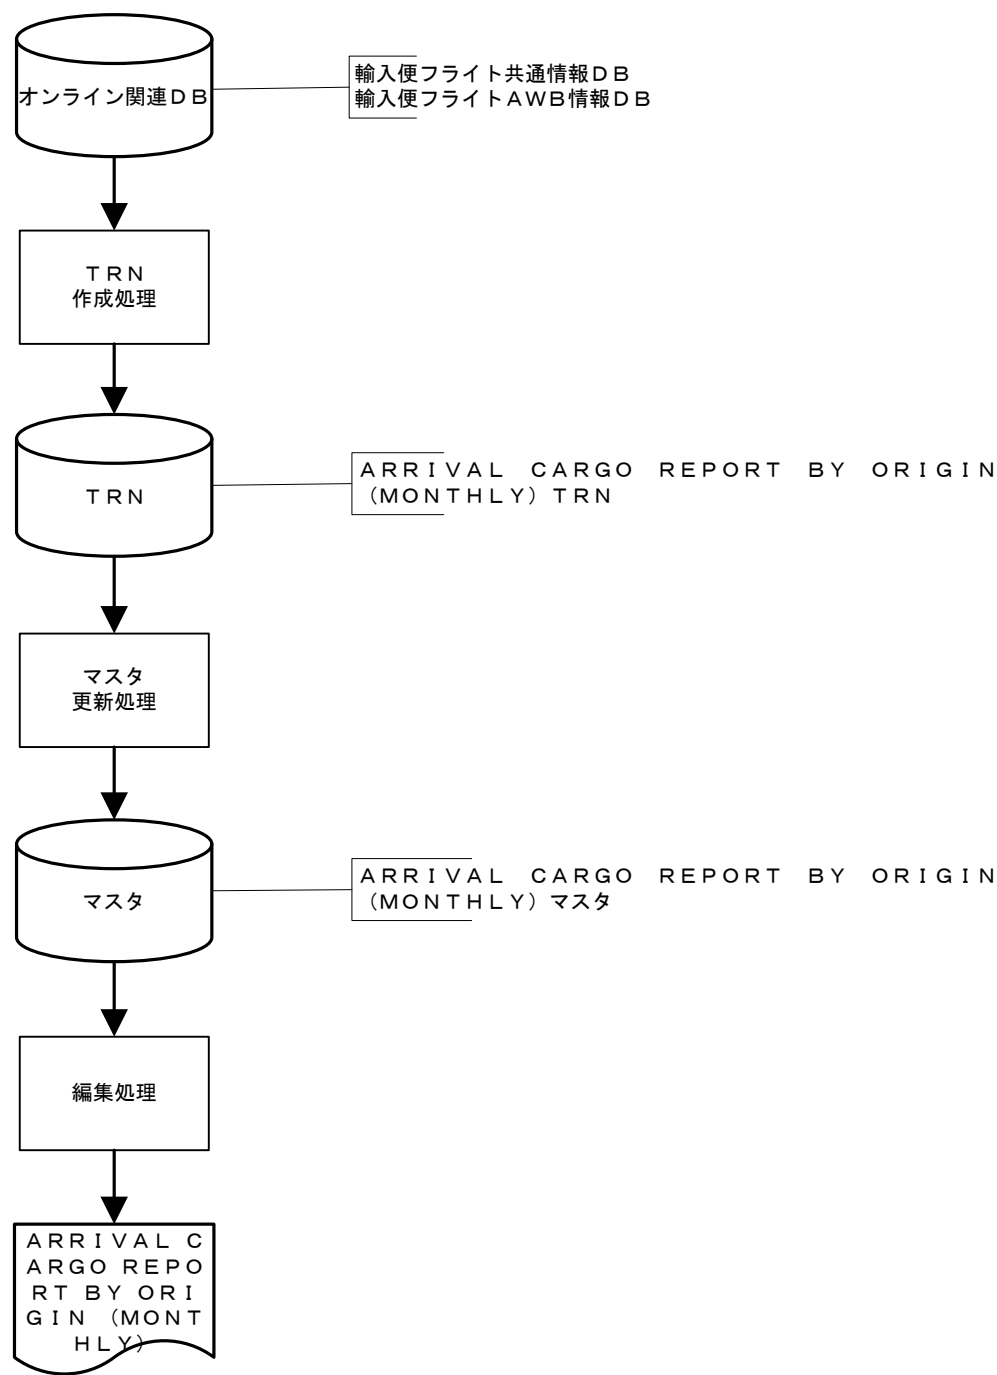 オンライン関連ＤＢ
輸入便フライト共通情報ＤＢ
輸入便フライトＡＷＢ情報ＤＢ
ＴＲＮ
作成処理
ＴＲＮ
ＡＲＲＩＶＡＬ　ＣＡＲＧＯ　ＲＥＰＯＲＴ　ＢＹ　ＯＲＩＧＩＮ
（ＭＯＮＴＨＬＹ）ＴＲＮ
マスタ
更新処理
マスタ
ＡＲＲＩＶＡＬ　ＣＡＲＧＯ　ＲＥＰＯＲＴ　ＢＹ　ＯＲＩＧＩＮ
（ＭＯＮＴＨＬＹ）マスタ
編集処理
ＡＲＲＩＶＡＬ Ｃ
ＡＲＧＯ ＲＥＰＯ
ＲＴ ＢＹ ＯＲＩ
ＧＩＮ （ＭＯＮＴ
ＨＬＹ）